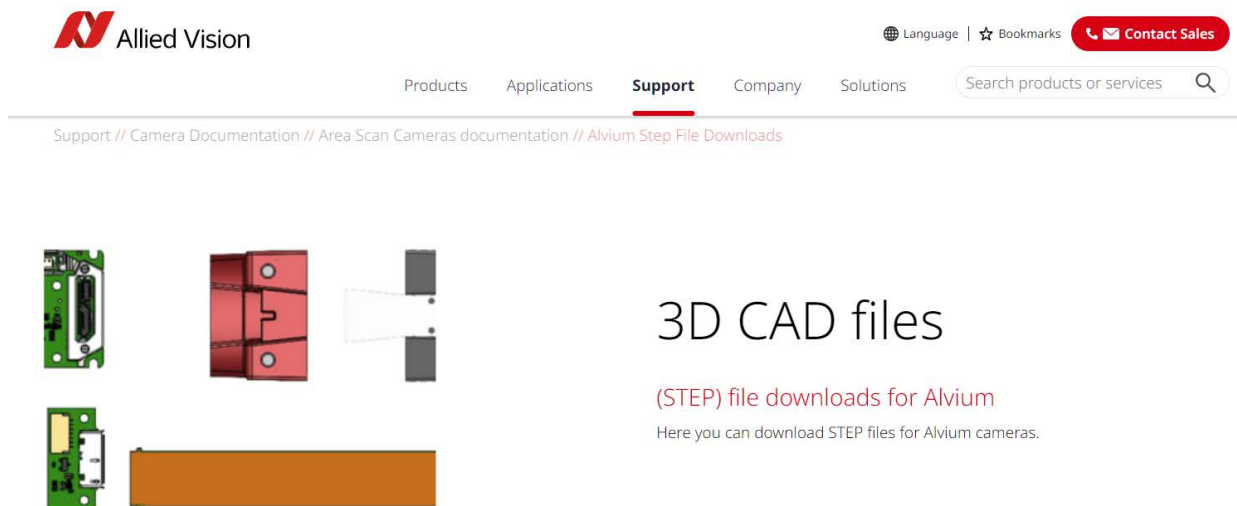 Allied Vision
Language | Bookmarks Contact Sales
Products Applications Support Company Solutions Search products or services
Support // Camera Documentation // Area Scan Cameras documentation // Alvium Step File Downloads
3D CAD files
(STEP) file downloads for Alvium
Here you can download STEP files for Alvium cameras.